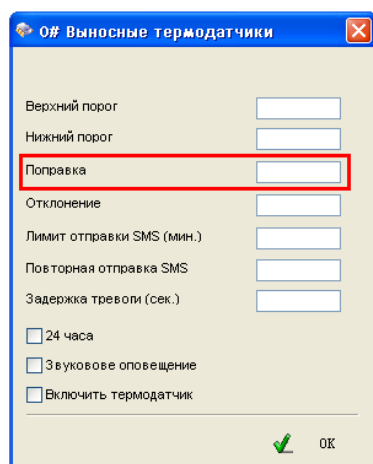 0# Выносные термодатчики
Верхний порог
Нижний порог
Поправка
Отклонение
Лимит отправки SMS (мин.)
Повторная отправка SMS
Задержка тревоги (сек.)
24 часа
Звуковове оповещение
Включить термодатчик
OK